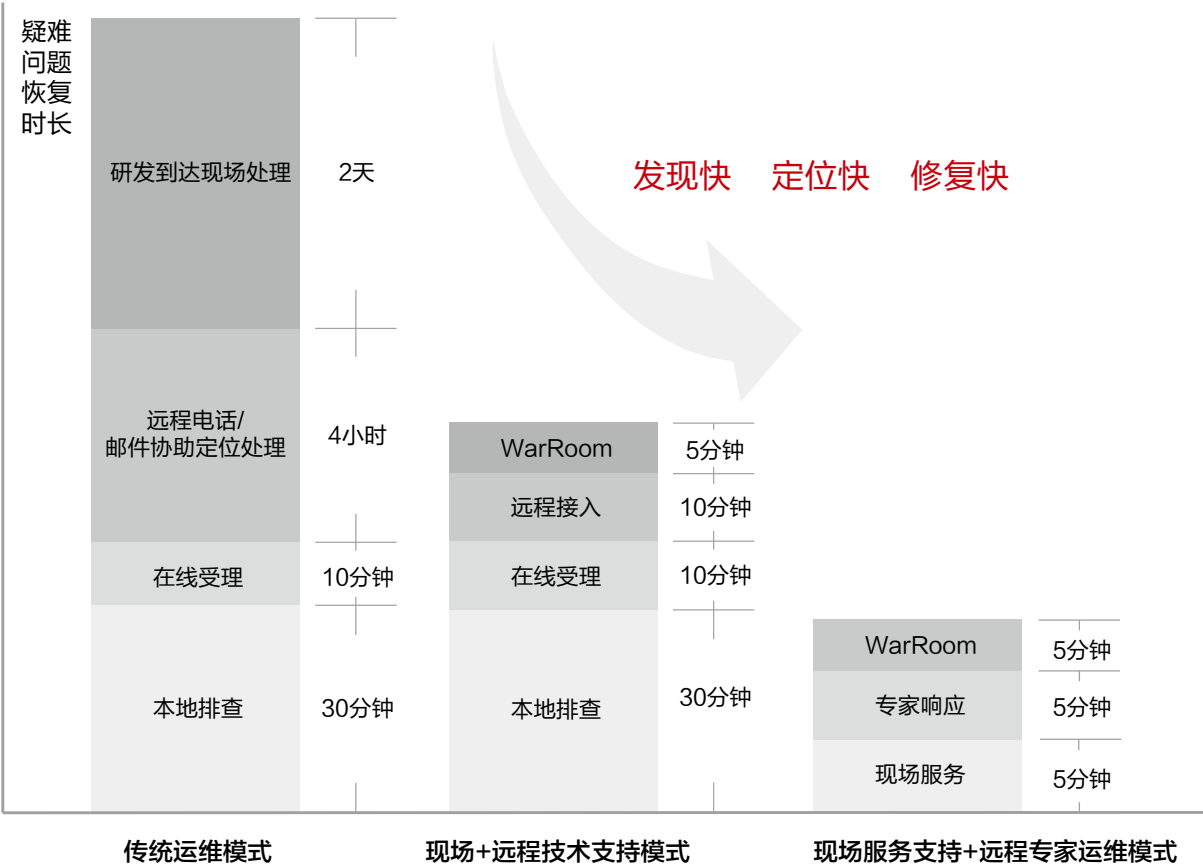 疑难
问题
恢复
时长
研发到达现场处理
2天
远程电话/
邮件协助定位处理
4小时
在线受理
10分钟
本地排查
30分钟
发现快 定位快 修复快
WarRoom
5分钟
远程接入
10分钟
在线受理
10分钟
本地排查
30分钟
WarRoom
5分钟
专家响应
5分钟
现场服务
5分钟
传统运维模式
现场+远程技术支持模式
现场服务支持+远程专家运维模式